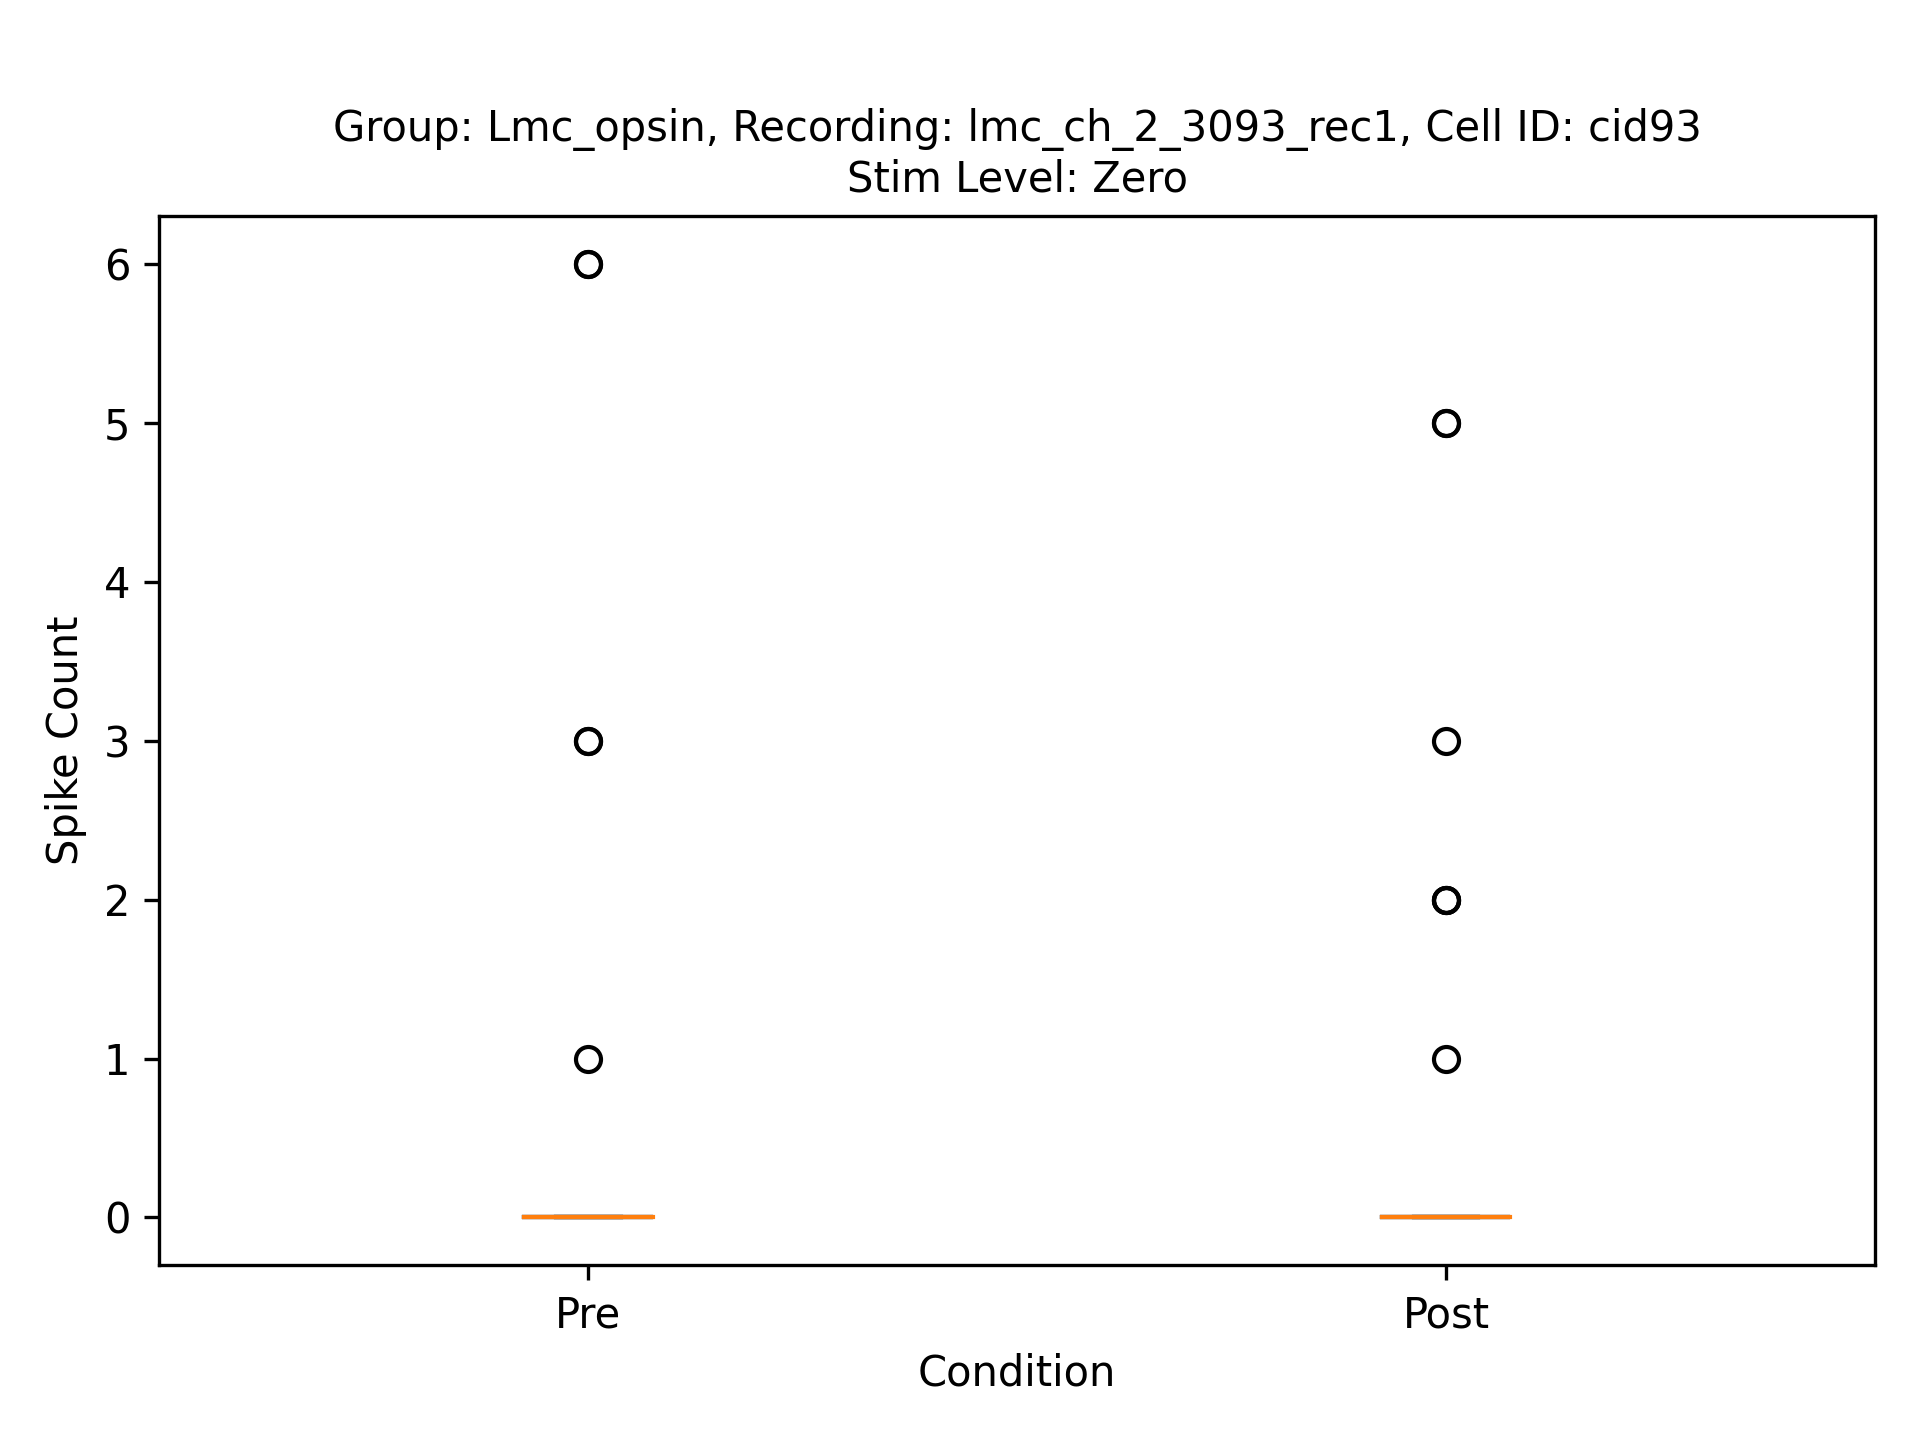 Group: Lmc_opsin, Recording: lmc_ch_2_3093_rec1, Cell ID: cid93
Stim Level: Zero
6
5
4
3
2
1
0
Spike Count
Pre
Post
Condition